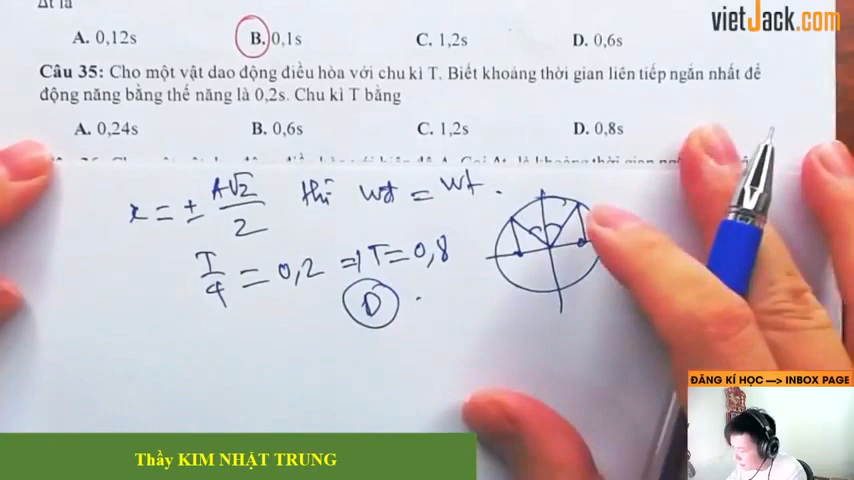 Δt là
vietJack.com
A. 0,12s B. 0,1s C. 1,2s D. 0,6s
Câu 35: Cho một vật dao động điều hòa với chu kì T. Biết khoảng thời gian liên tiếp ngắn nhất để
động năng bằng thế năng là 0,2s. Chu kì T bằng
A. 0,24s B. 0,6s C. 1,2s D. 0,8s
x = ± A√2/2 thì Wđ = Wt.
T/4 = 0,2 => T = 0,8
D.
ĐĂNG KÍ HỌC —> INBOX PAGE
Thầy KIM NHẬT TRUNG